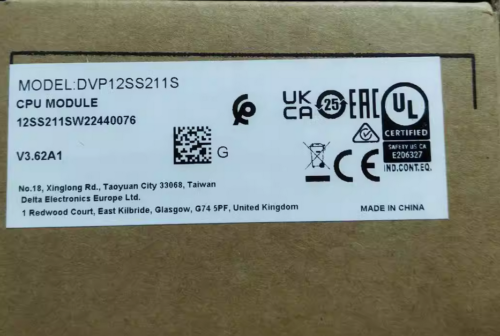 MODEL:DVP12SS211S
CPU MODULE
12SS211SW22440076
V3.62A1
G
UK
CA
25
EAC
UL
CERTIFIED
SAFETY US CA
E206327
IND.CONT.EQ.
CE
No.18, Xinglong Rd., Taoyuan City 33068, Taiwan
Delta Electronics Europe Ltd.
1 Redwood Court, East Kilbride, Glasgow, G74 5PF, United Kingdom
MADE IN CHINA